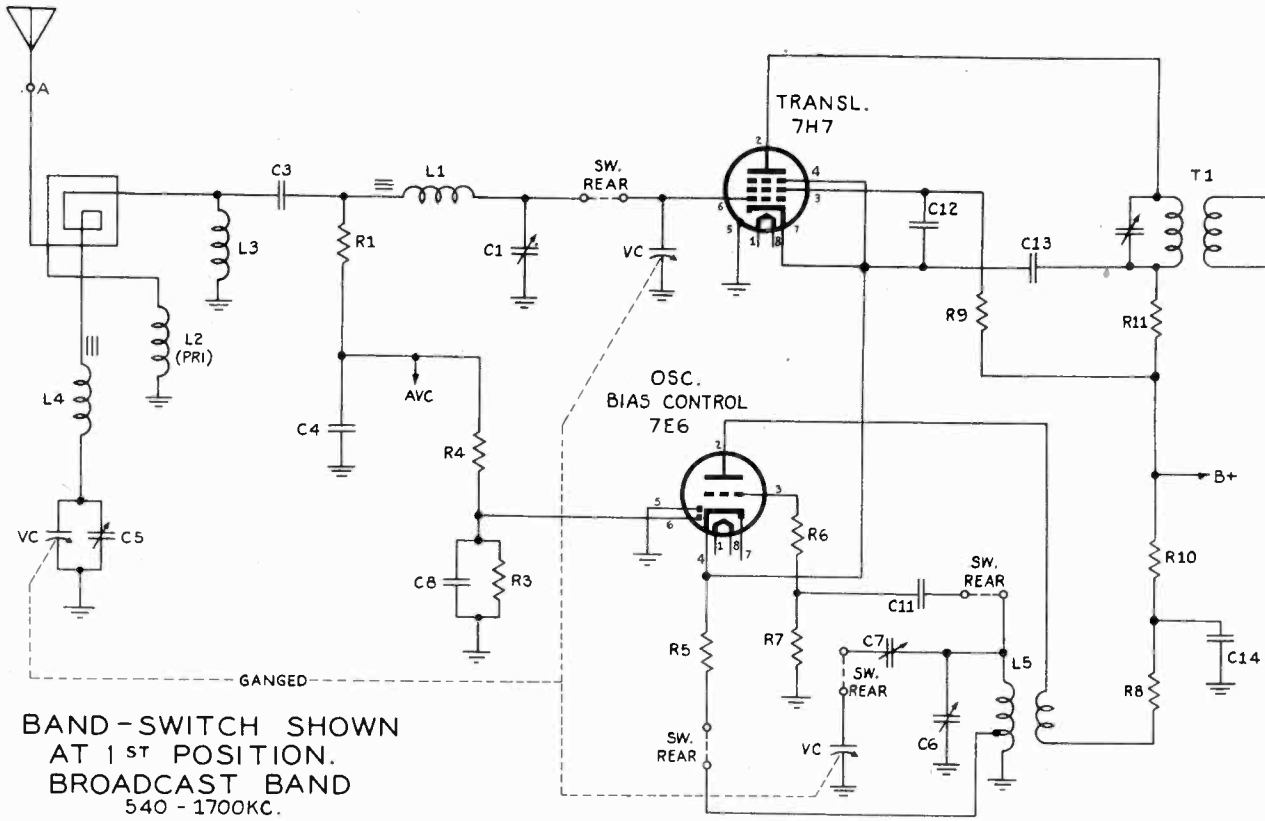 A
TRANSL.
7H7
C3
L1
SW.
REAR
2
4
3
6
5
1
8
7
T1
L3
R1
C1
VC
C12
C13
R9
R11
L2
(PRI)
L4
AVC
OSC.
BIAS CONTROL
7E6
C4
R4
2
3
5
6
4
1
8
7
R6
B+
VC
C5
C8
R3
SW.
REAR
R10
C11
R5
R7
C7
SW.
REAR
L5
C14
R8
GANGED
SW.
REAR
VC
C6
BAND-SWITCH SHOWN
AT 1ST POSITION.
BROADCAST BAND
540 - 1700KC.